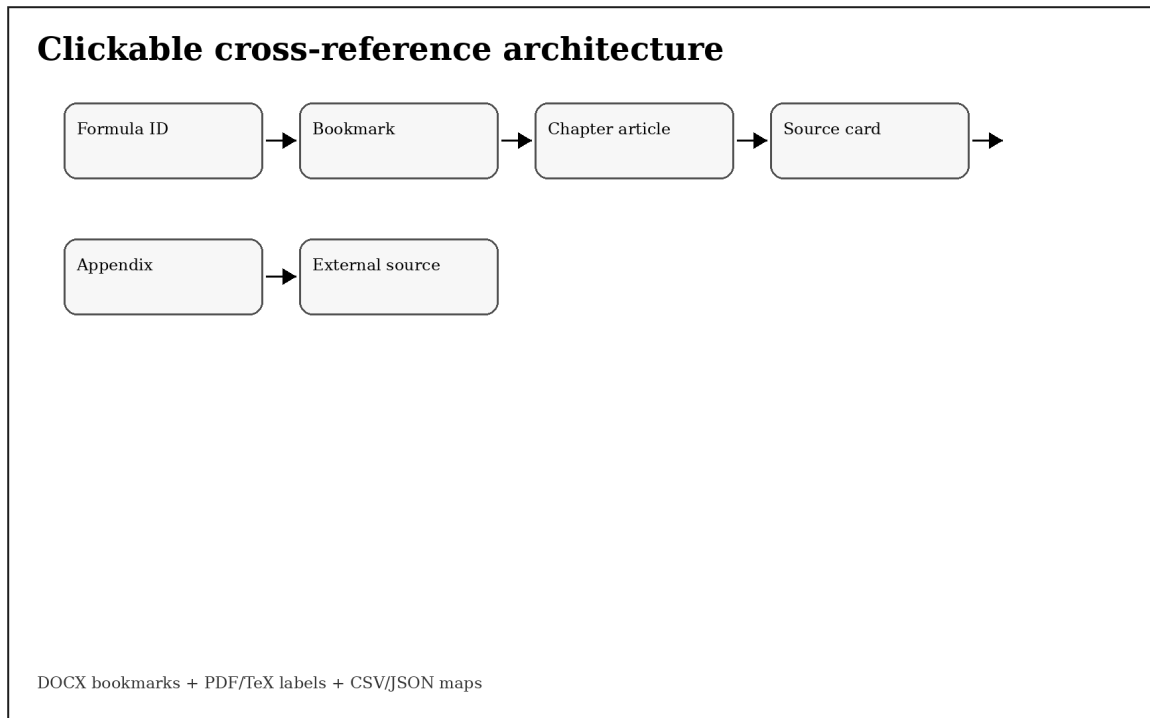 Clickable cross-reference architecture
Formula ID
Bookmark
Chapter article
Source card
Appendix
External source
DOCX bookmarks + PDF/TeX labels + CSV/JSON maps